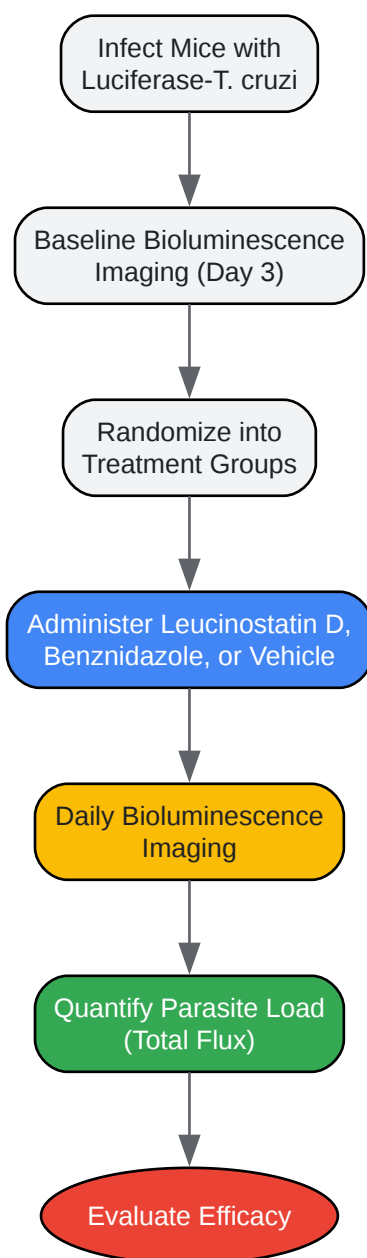 Infect Mice with
Luciferase-T. cruzi
Baseline Bioluminescence
Imaging (Day 3)
Randomize into
Treatment Groups
Administer Leucinostatin D,
Benznidazole, or Vehicle
Daily Bioluminescence
Imaging
Quantify Parasite Load
(Total Flux)
Evaluate Efficacy